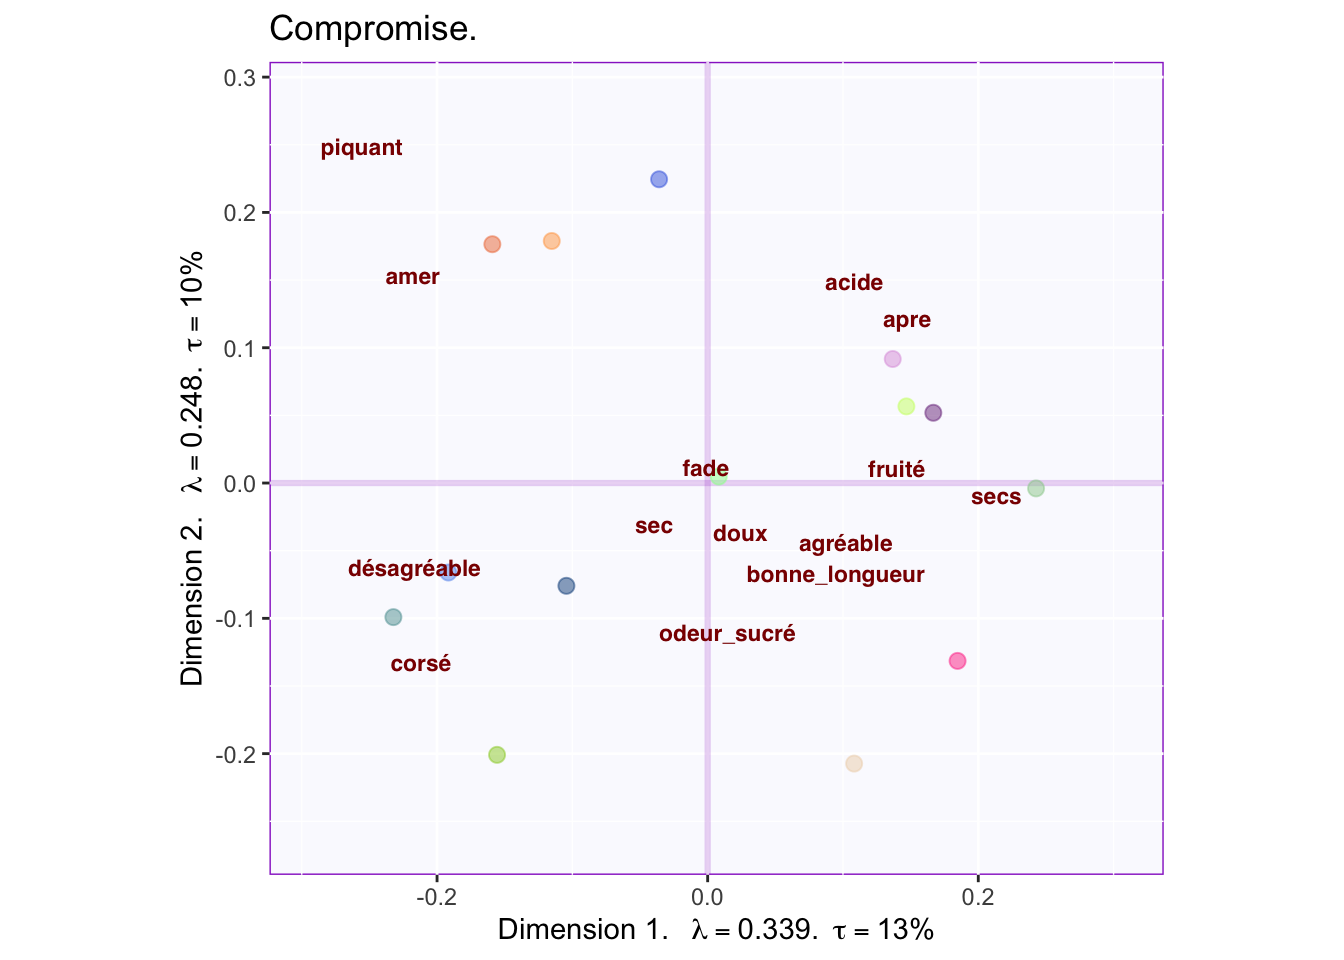 Compromise.
0.3
piquant
0.2
amer
acide
apre
0.1
fade
fruité
0.0
secs
sec
doux
agréable
désagréable
bonne_longueur
-0.1
odeur_sucré
corsé
-0.2
-0.2
0.0
0.2
Dimension 1. λ = 0.339. τ = 13%
Dimension 2. λ = 0.248. τ = 10%